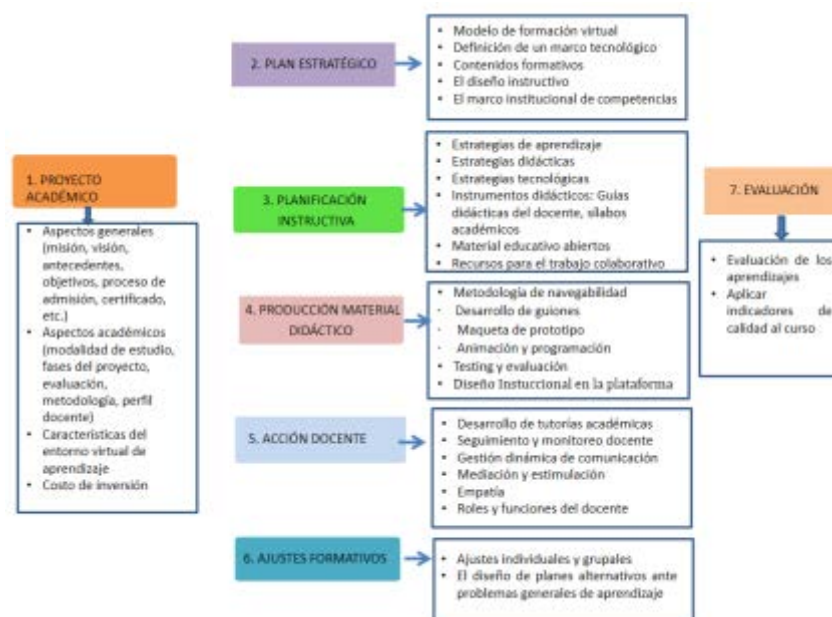 1. PROYECTO
ACADÉMICO
• Aspectos generales
(misión, visión,
antecedentes,
objetivos, proceso de
admisión, certificado,
etc.)
• Aspectos académicos
(modalidad de estudio,
fases del proyecto,
evaluación,
metodología, perfil
docente)
• Características del
entorno virtual de
aprendizaje
• Costo de inversión
2. PLAN ESTRATÉGICO
• Modelo de formación virtual
• Definición de un marco tecnológico
• Contenidos formativos
• El diseño instructivo
• El marco institucional de competencias
3. PLANIFICACIÓN
INSTRUCTIVA
• Estrategias de aprendizaje
• Estrategias didácticas
• Estrategias tecnológicas
• Instrumentos didácticos: Guías
didácticas del docente, sílabos
académicos
• Material educativo abiertos
• Recursos para el trabajo colaborativo
4. PRODUCCIÓN MATERIAL
DIDÁCTICO
• Metodología de navegabilidad
- Desarrollo de guiones
- Maqueta de prototipo
- Animación y programación
• Testing y evaluación
• Diseño Instuccional en la plataforma
5. ACCIÓN DOCENTE
• Desarrollo de tutorías académicas
• Seguimiento y monitoreo docente
• Gestión dinámica de comunicación
• Mediación y estimulación
• Empatía
• Roles y funciones del docente
6. AJUSTES FORMATIVOS
• Ajustes individuales y grupales
• El diseño de planes alternativos ante
problemas generales de aprendizaje
7. EVALUACIÓN
• Evaluación de los
aprendizajes
• Aplicar
indicadores de
calidad al curso